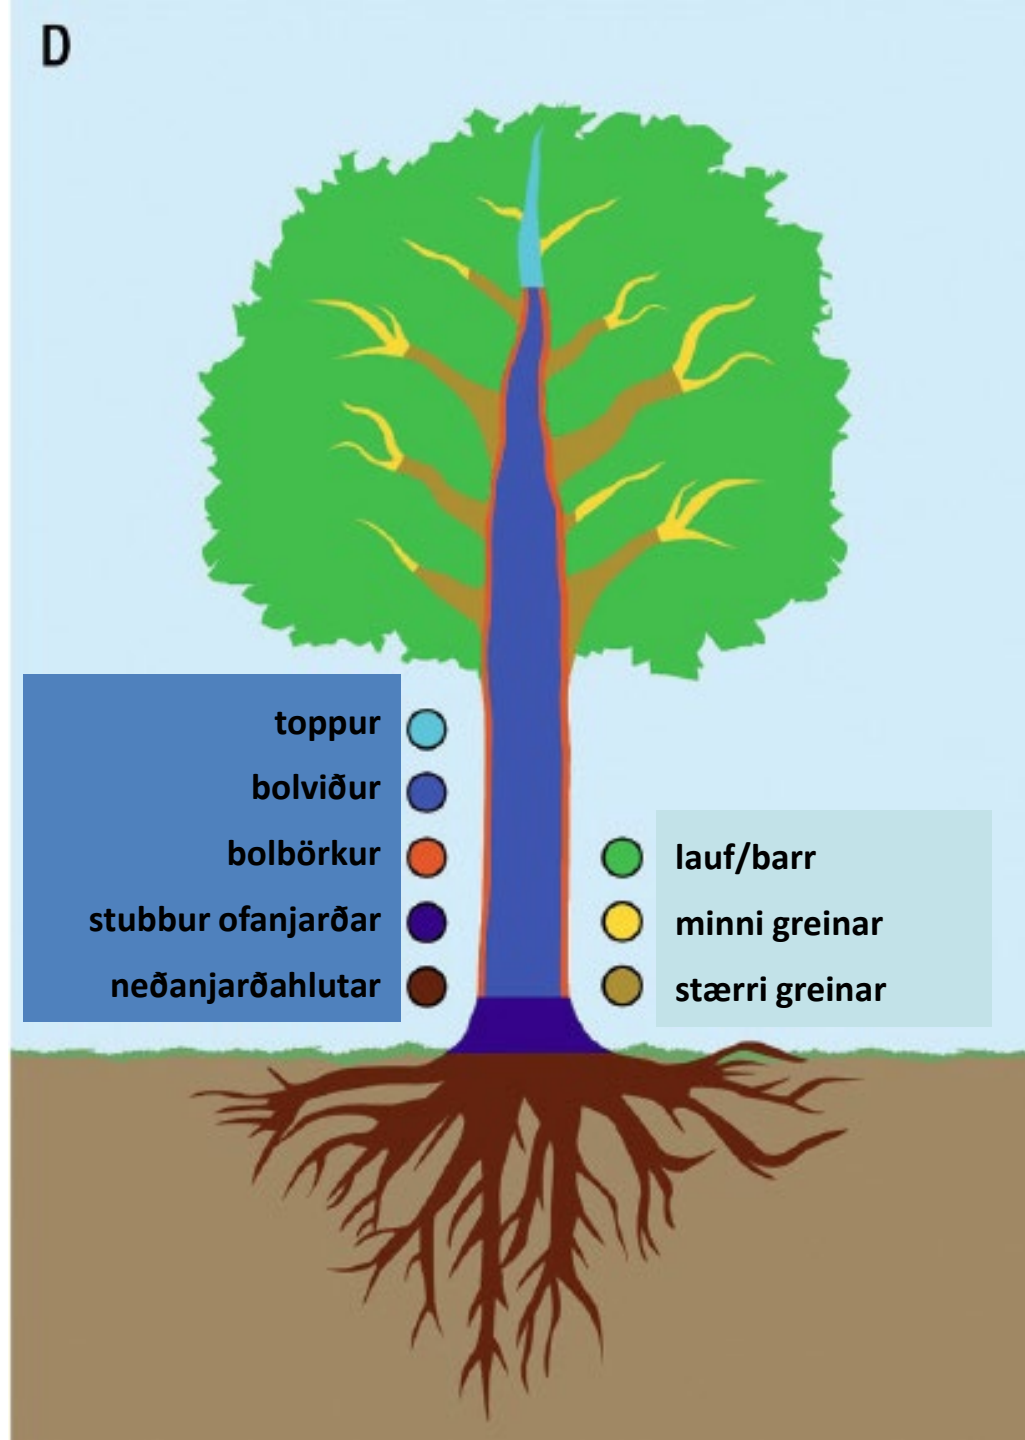 D
toppur
bolviður
bolbörkur
stubbur ofanjarðar
neðanjarðahlutar
lauf/barr
minni greinar
stærri greinar